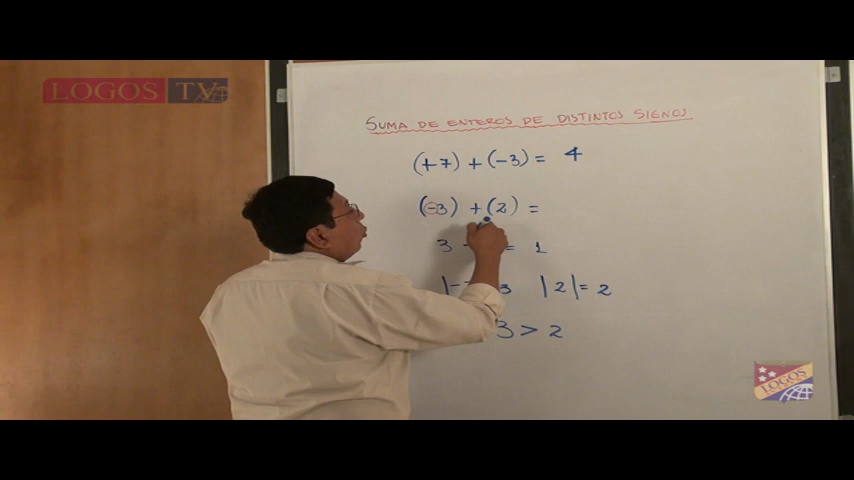 LOGOS TV
SUMA DE ENTEROS DE DISTINTOS SIGNOS
(+7) + (-3) = 4
(-3) + (2) =
3 - = 1
|- 3 |2| = 2
3 > 2
LOGOS